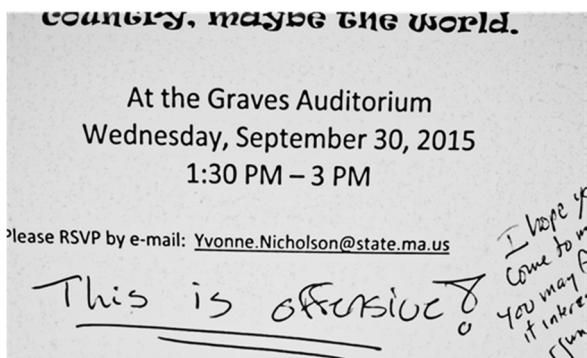 country, maybe the world.
At the Graves Auditorium
Wednesday, September 30, 2015
1:30 PM – 3 PM
Please RSVP by e-mail: Yvonne.Nicholson@state.ma.us
This is offensive!
I hope
come to
you may
it